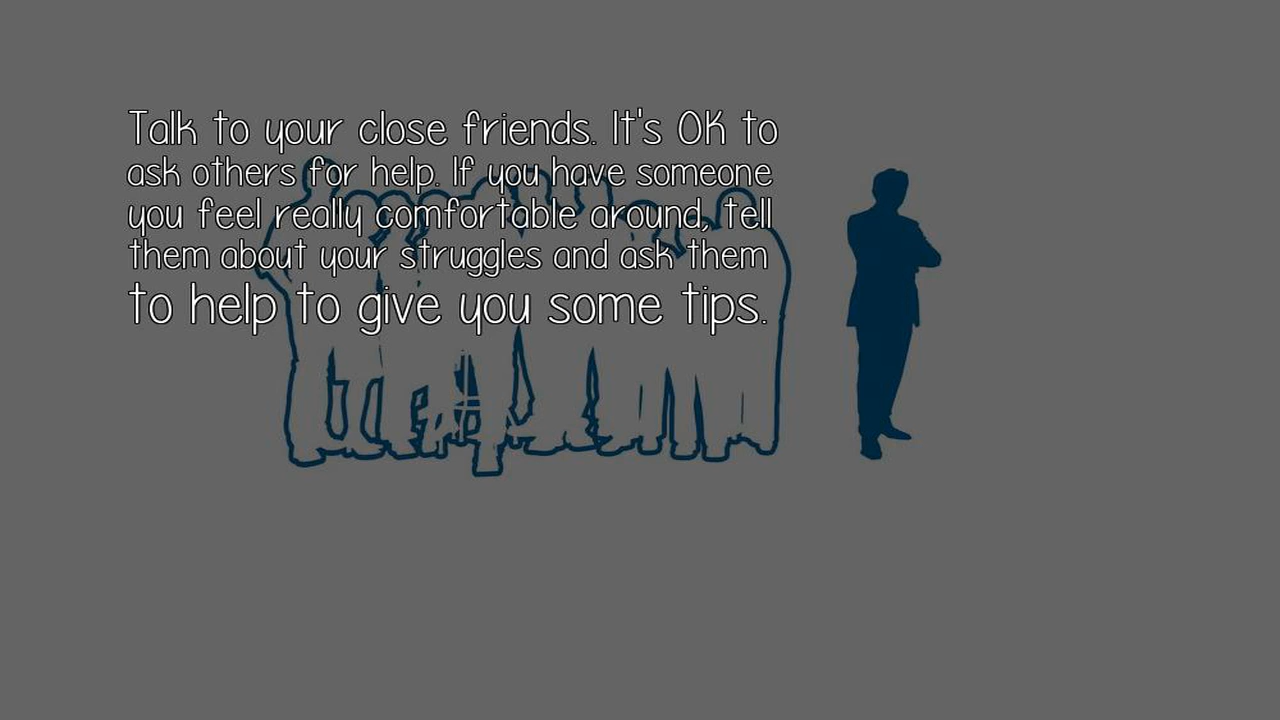 Talk to your close friends. It's OK to
ask others for help. If you have someone
you feel really comfortable around, tell
them about your struggles and ask them
to help to give you some tips.